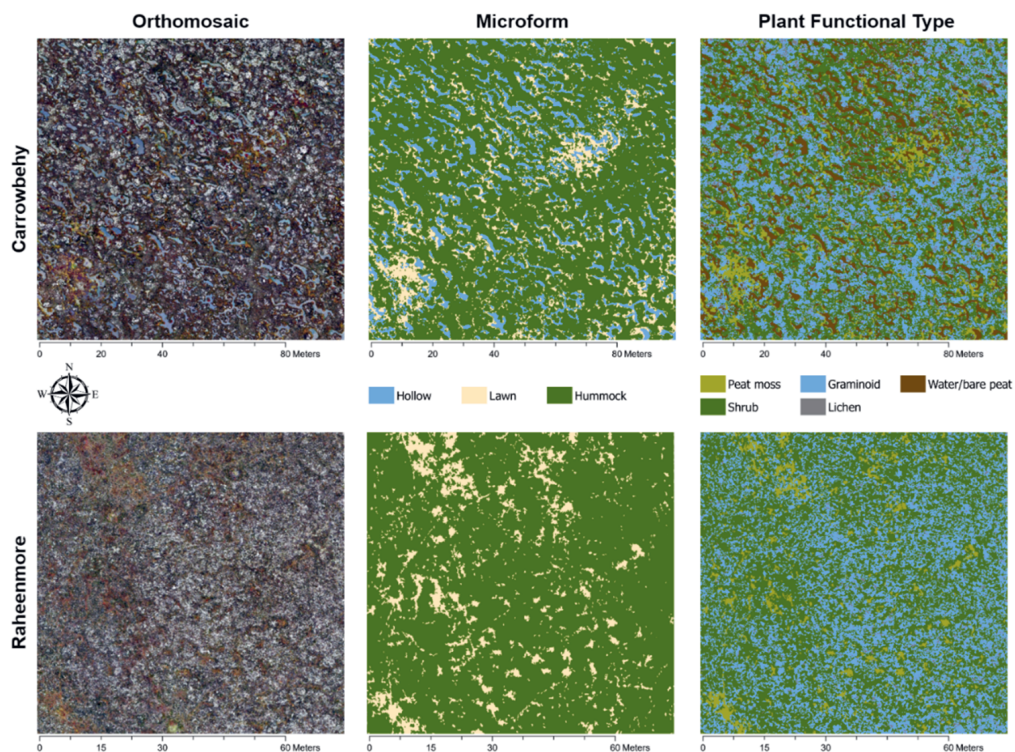 Orthomosaic Microform Plant Functional Type
Carrowbehy
0 20 40 80 Meters 0 20 40 80 Meters 0 20 40 80 Meters
N
W E
S
Hollow Lawn Hummock
Peat moss Graminoid Water/bare peat
Shrub Lichen
Raheenmore
0 15 30 60 Meters 0 15 30 60 Meters 0 15 30 60 Meters